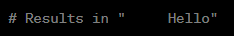 # Results in "     Hello"